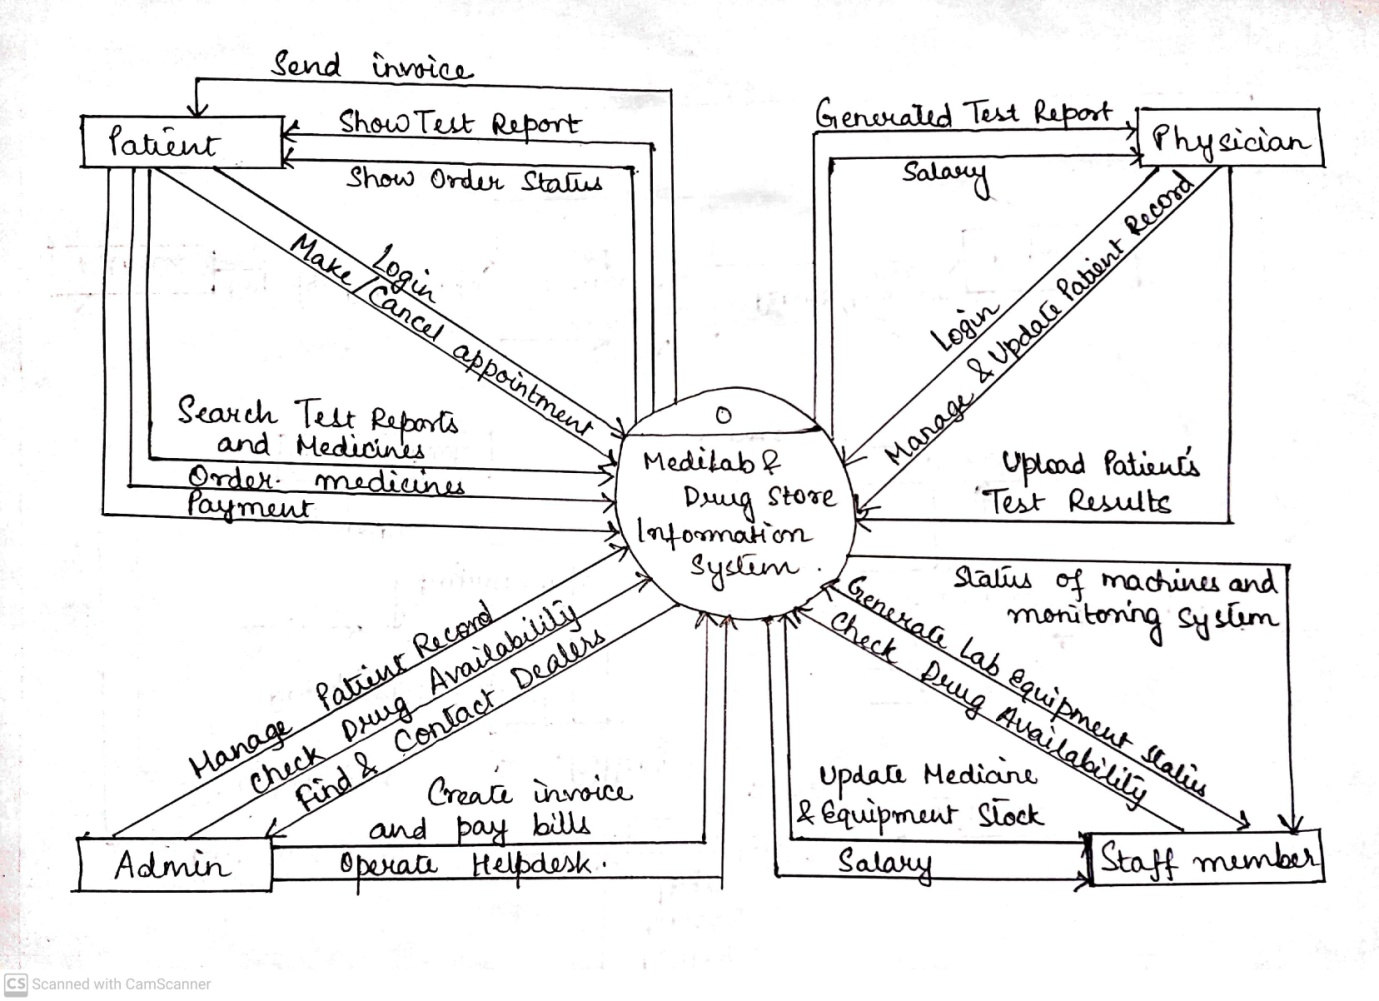 Send invoice
Patient
Show Test Report
Show Order Status
Generated Test Report
Physician
Salary
Login
Make/Cancel appointment
Login
Manage & Update Patient Record
Search Test Reports
and Medicines
Order medicines
Payment
Upload Patient's
Test Results
0
MediLab &
Drug Store
Information
System.
Status of machines and
monitoring system
Generate Lab Equipment Status
Check Drug Availability
Manage Patient Record
Check Drug Availability
Find & Contact Dealers
Create invoice
and pay bills
Operate Helpdesk.
Admin
Update Medicine
& Equipment Stock
Salary
Staff member
CS Scanned with CamScanner